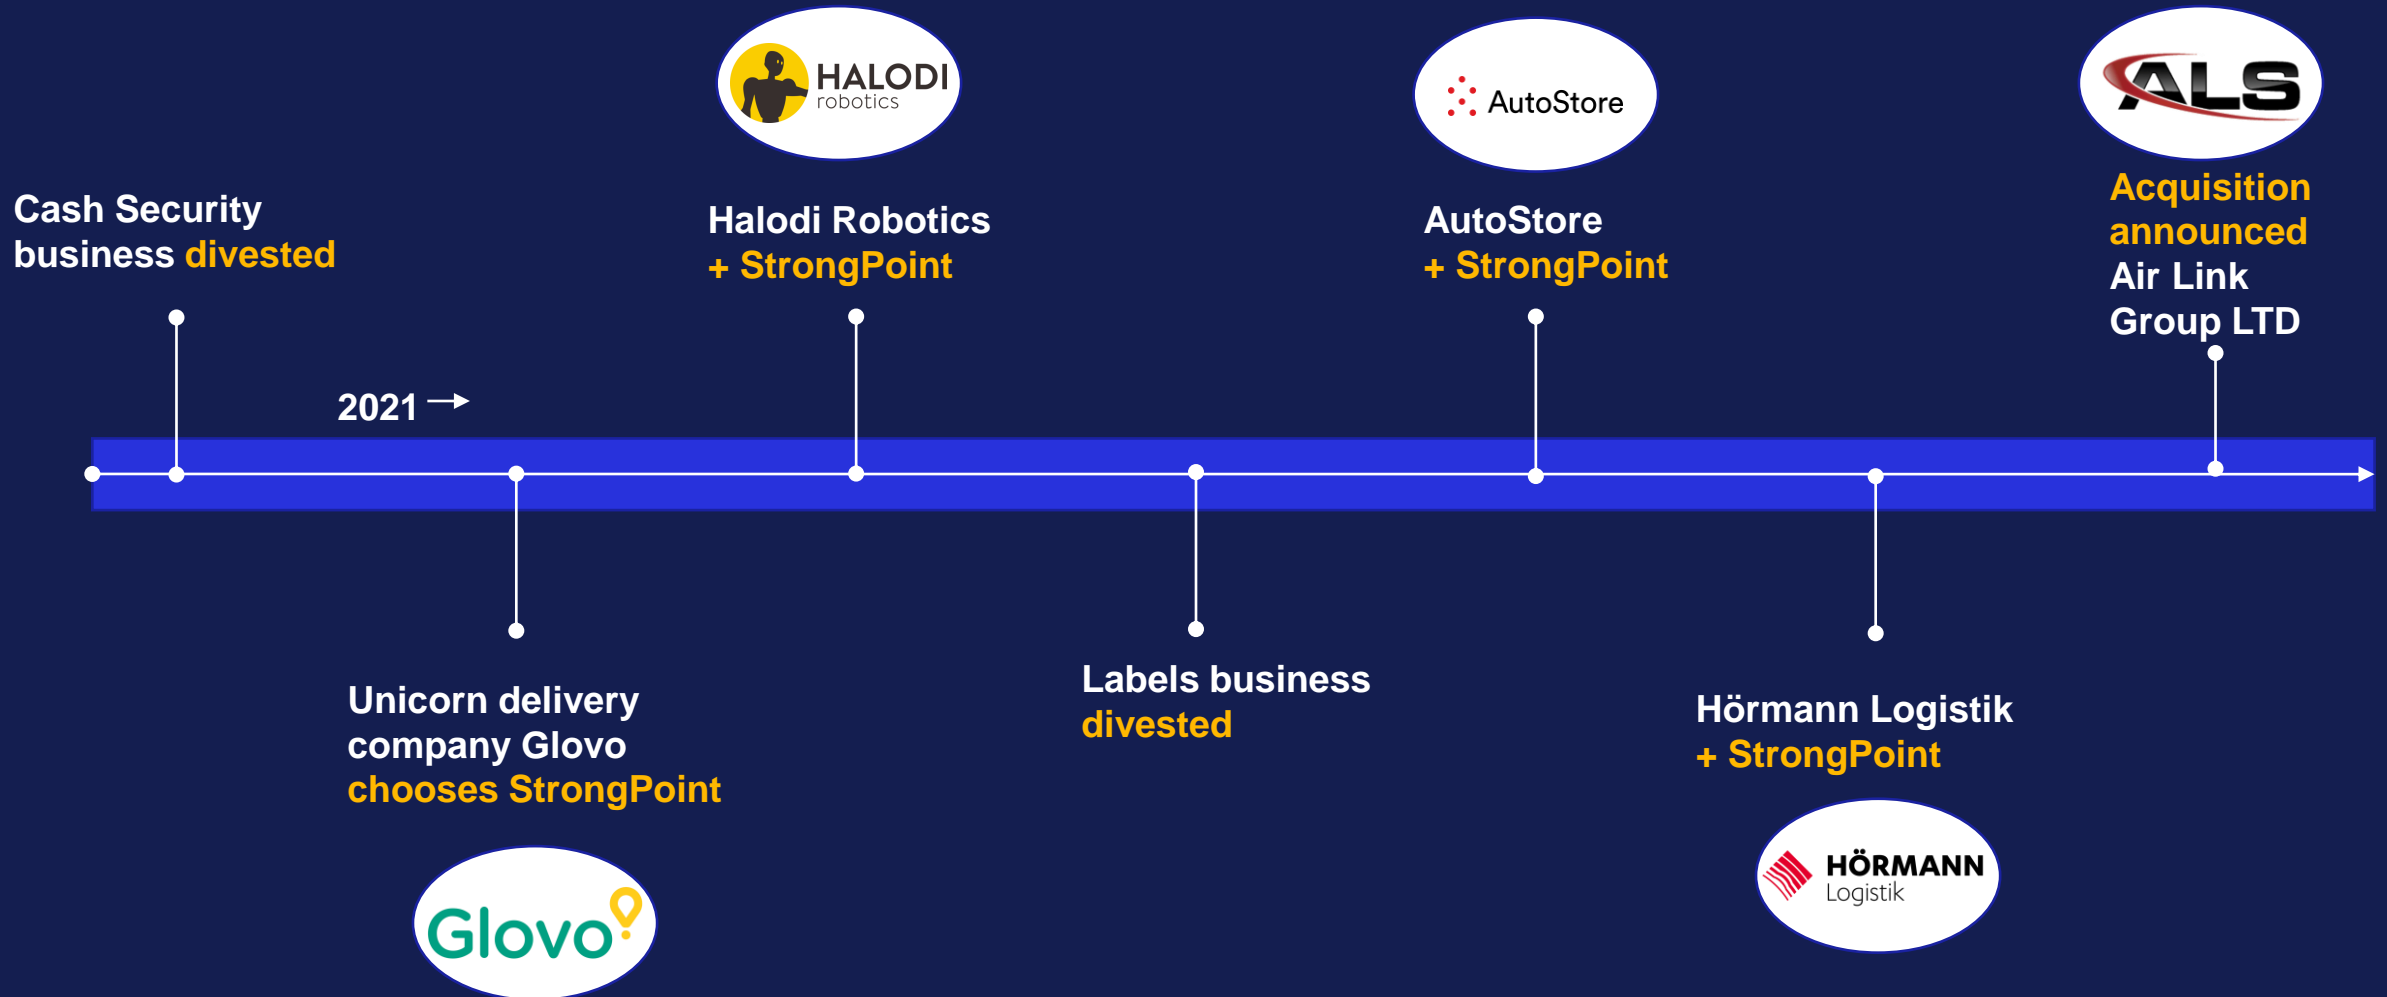 Cash Security
business divested
2021
Unicorn delivery
company Glovo
chooses StrongPoint
Glovo
HALODI
robotics
Halodi Robotics
+ StrongPoint
Labels business
divested
AutoStore
AutoStore
+ StrongPoint
Hörmann Logistik
+ StrongPoint
HÖRMANN
Logistik
ALS
Acquisition
announced
Air Link
Group LTD